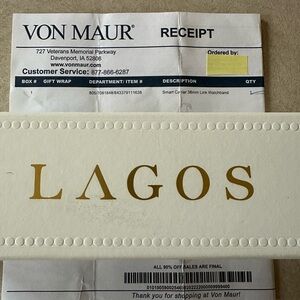 VON MAUR
RECEIPT
727 Veterans Memorial Parkway
Davenport, IA 52806
www.vonmaur.com
Customer Service: 877-866-6287
Ordered by:
BOX # GIFT WRAP DEPARTMENT/ ITEM # DESCRIPTION QTY
Smart Caviar 38mm Link Watchband
LAGOS
ALL 90% OFF SALES ARE FINAL
Thank you for shopping at Von Maur!